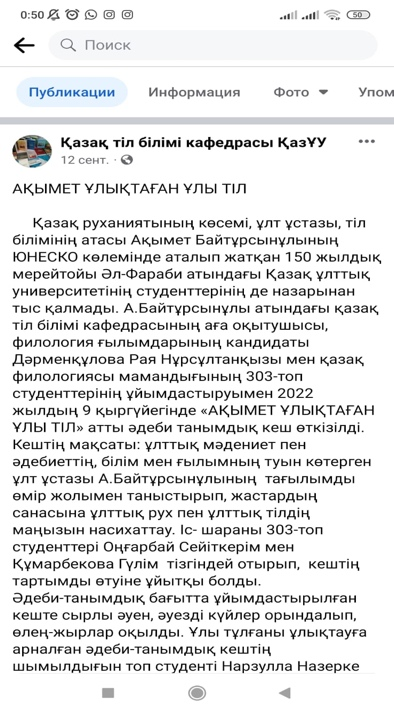 0:50
50
Поиск
Публикации Информация Фото Упом
Қазақ тіл білімі кафедрасы ҚазҰУ
12 сент. ·
АҚЫМЕТ ҰЛЫҚТАҒАН ҰЛЫ ТІЛ
Қазақ руханиятының көсемі, ұлт ұстазы, тіл
білімінің атасы Ақымет Байтұрсынұлының
ЮНЕСКО көлемінде аталып жатқан 150 жылдық
мерейтойы Әл-Фараби атындағы Қазақ ұлттық
университетінің студенттерінің де назарынан
тыс қалмады. А.Байтұрсынұлы атындағы қазақ
тіл білімі кафедрасының аға оқытушысы,
филология ғылымдарының кандидаты
Дәрменқұлова Рая Нұрсұлтанқызы мен қазақ
филологиясы мамандығының 303-топ
студенттерінің ұйымдастыруымен 2022
жылдың 9 қыргүйегінде «АҚЫМЕТ ҰЛЫҚТАҒАН
ҰЛЫ ТІЛ» атты әдеби танымдық кеш өткізілді.
Кештің мақсаты: ұлттық мәдениет пен
әдебиеттің, білім мен ғылымның туын көтерген
ұлт ұстазы А.Байтұрсынұлының тағылымды
өмір жолымен таныстырып, жастардың
санасына ұлттық рух пен ұлттық тілдің
маңызын насихаттау. Іс- шараны 303-топ
студенттері Оңғарбай Сейіткерім мен
Құмарбекова Гүлім тізгіндей отырып, кештің
тартымды өтуіне ұйытқы болды.
Әдеби-танымдық бағытта ұйымдастырылған
кеште сырлы әуен, әуезді күйлер орындалып,
өлең-жырлар оқылды. Ұлы тұлғаны ұлықтауға
арналған әдеби-танымдық кештің
шымылдығын топ студенті Нарзулла Назерке